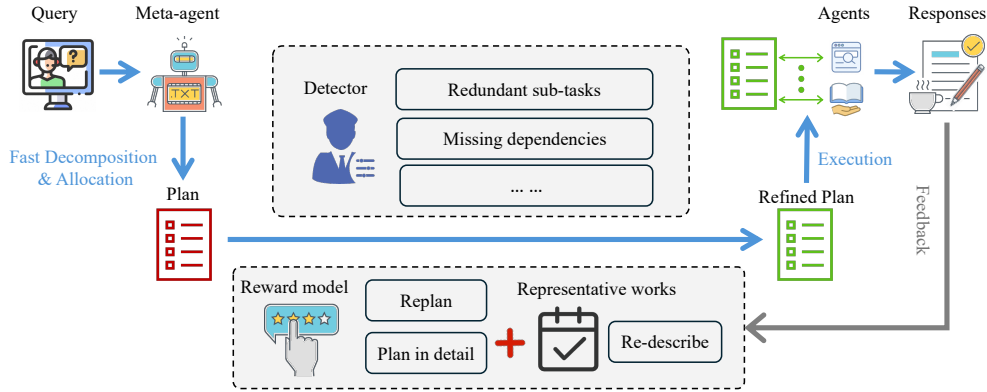 Query
Meta-agent
Agents
Responses
TXT
?
Detector
Redundant sub-tasks
Missing dependencies
... ...
Fast Decomposition
& Allocation
Plan
Execution
Refined Plan
Feedback
Reward model
Replan
Plan in detail
Representative works
Re-describe